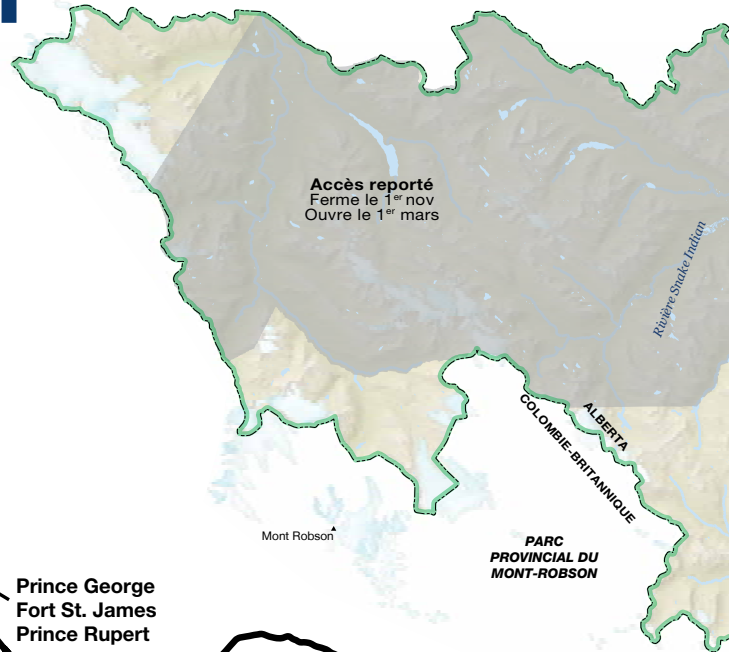 Accès reporté
Ferme le 1er nov
Ouvre le 1er mars
Rivière Snake Indian
ALBERTA
COLOMBIE-BRITANNIQUE
Mont Robson
PARC
PROVINCIAL DU
MONT-ROBSON
Prince George
Fort St. James
Prince Rupert